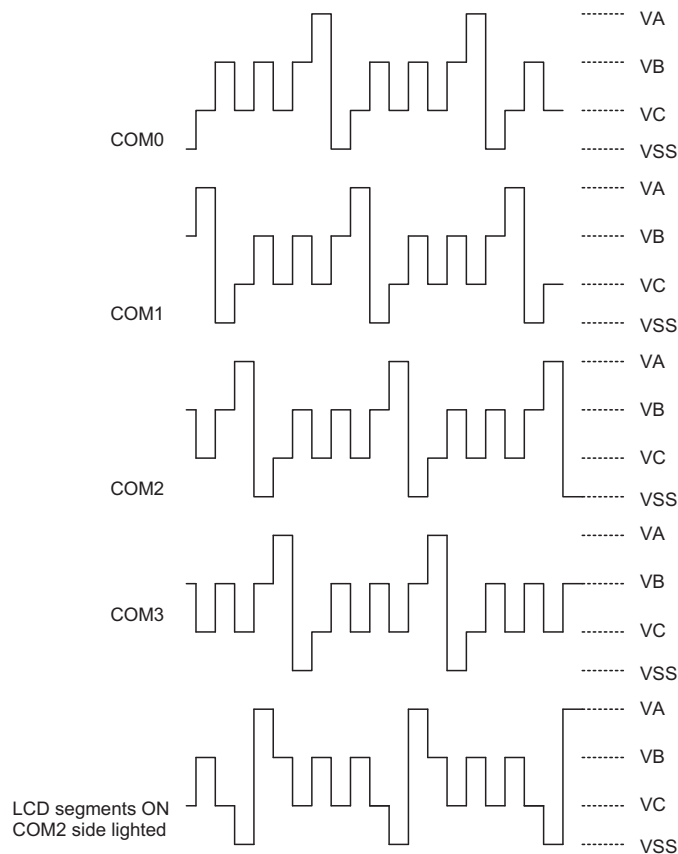 VA
VB
VC
COM0
VSS
VA
VB
VC
COM1
VSS
VA
VB
VC
COM2
VSS
VA
VB
COM3
VC
VSS
VA
VB
LCD segments ON
VC
COM2 side lighted
VSS